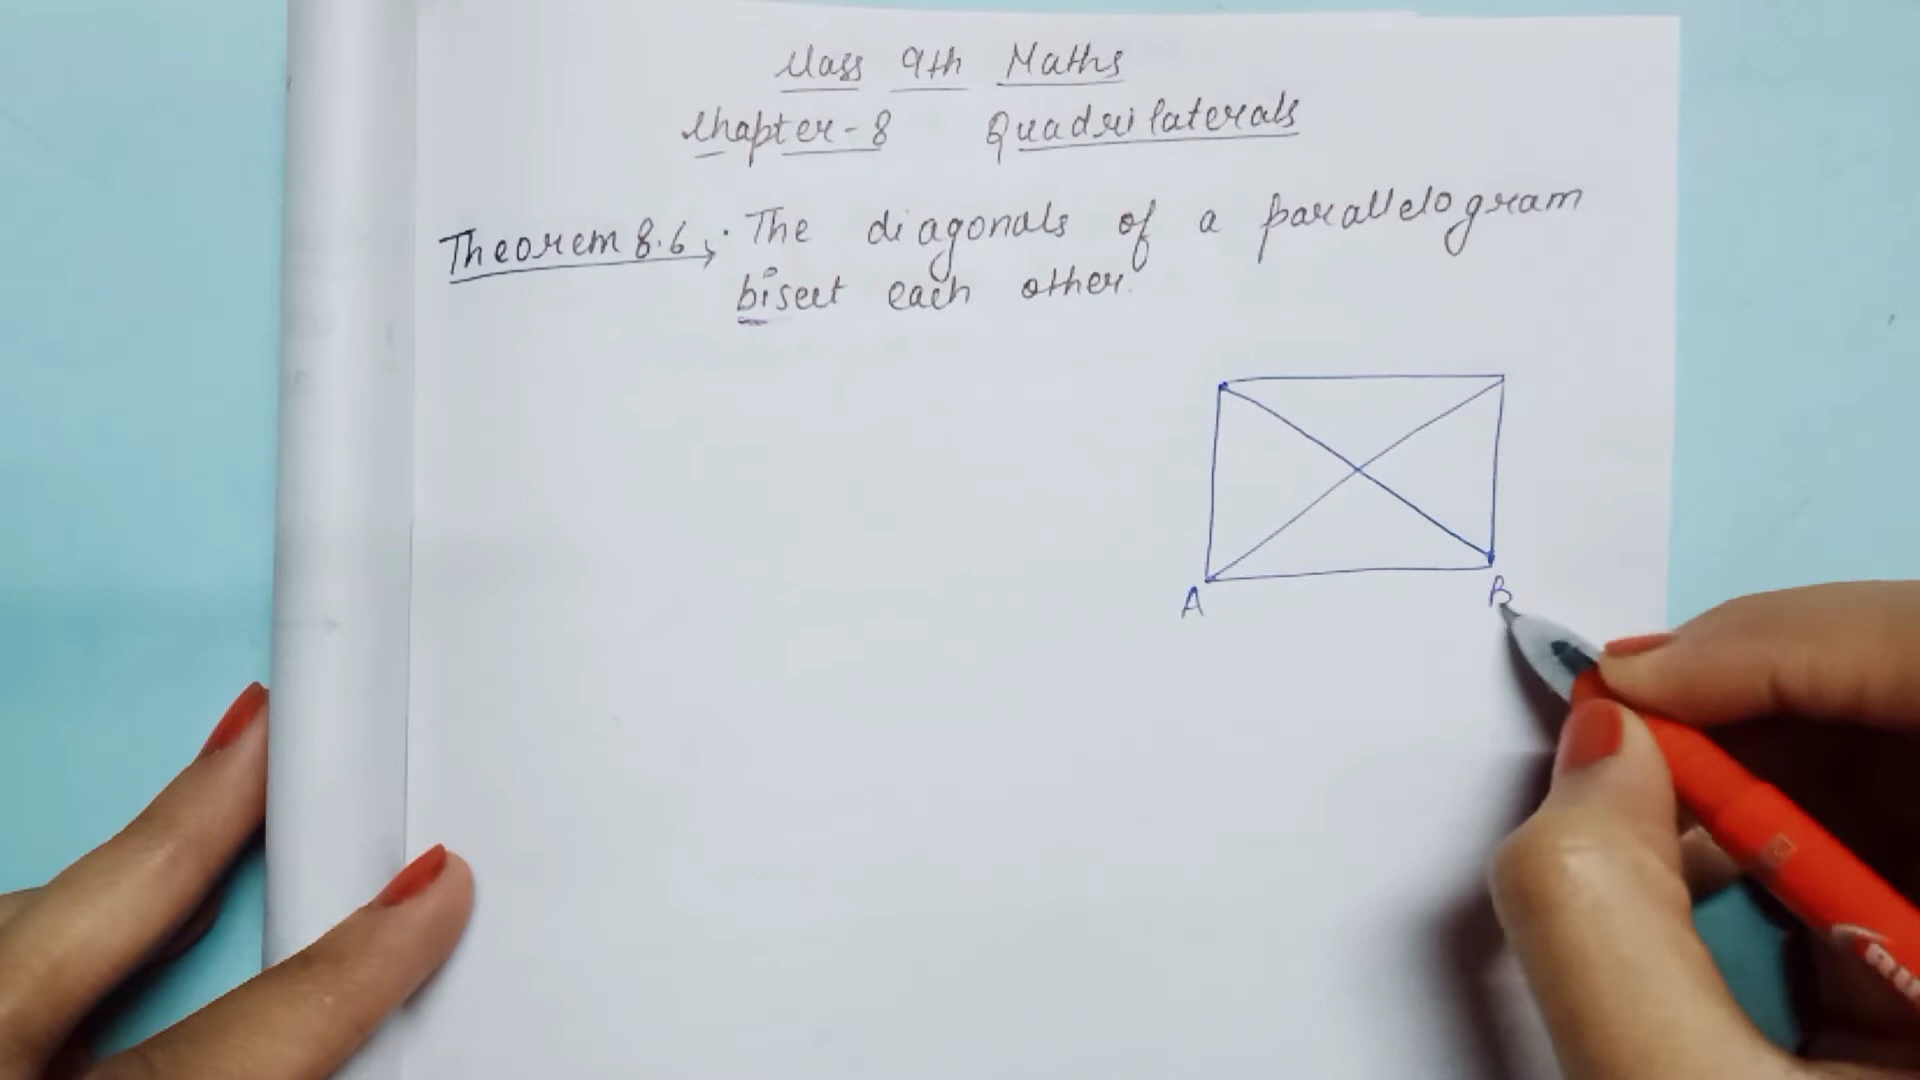 Class 9th Maths
Chapter-8 Quadrilaterals
Theorem 8.6, The diagonals of a parallelogram
bisect each other.
A B